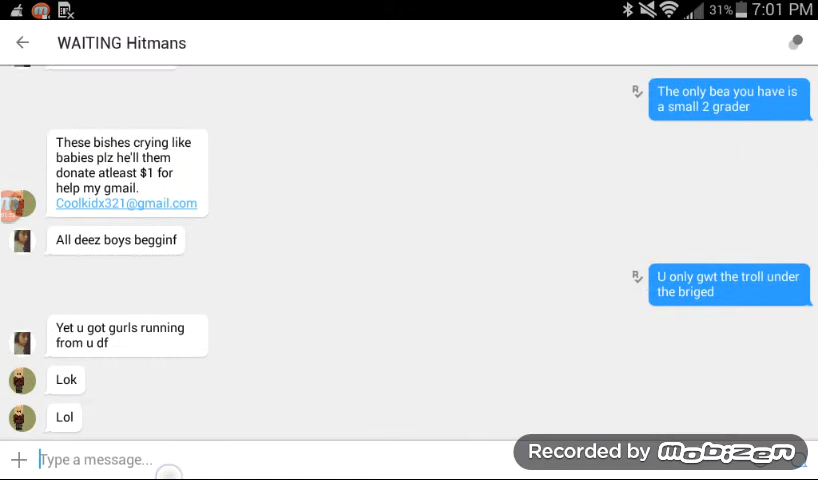 31% 7:01 PM
WAITING Hitmans
The only bea you have is
a small 2 grader
These bishes crying like
babies plz he'll them
donate atleast $1 for
help my gmail.
Coolkidx321@gmail.com
All deez boys begginf
U only gwt the troll under
the briged
Yet u got gurls running
from u df
Lok
Lol
Type a message...
Recorded by mobizen